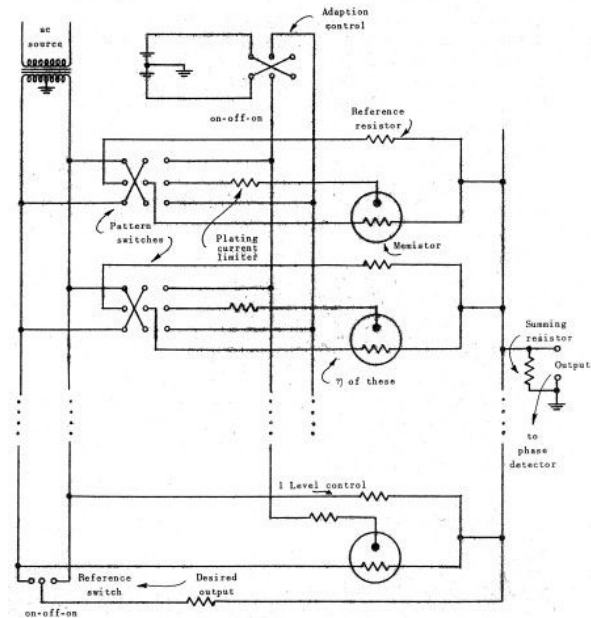 Adaption
control
ac
source
on-off-on
Reference
resistor
Pattern
switches
Plating
current
limiter
Memistor
η of these
Summing
resistor
Output
to
phase
detector
1 Level control
Reference
switch
Desired
output
on-off-on